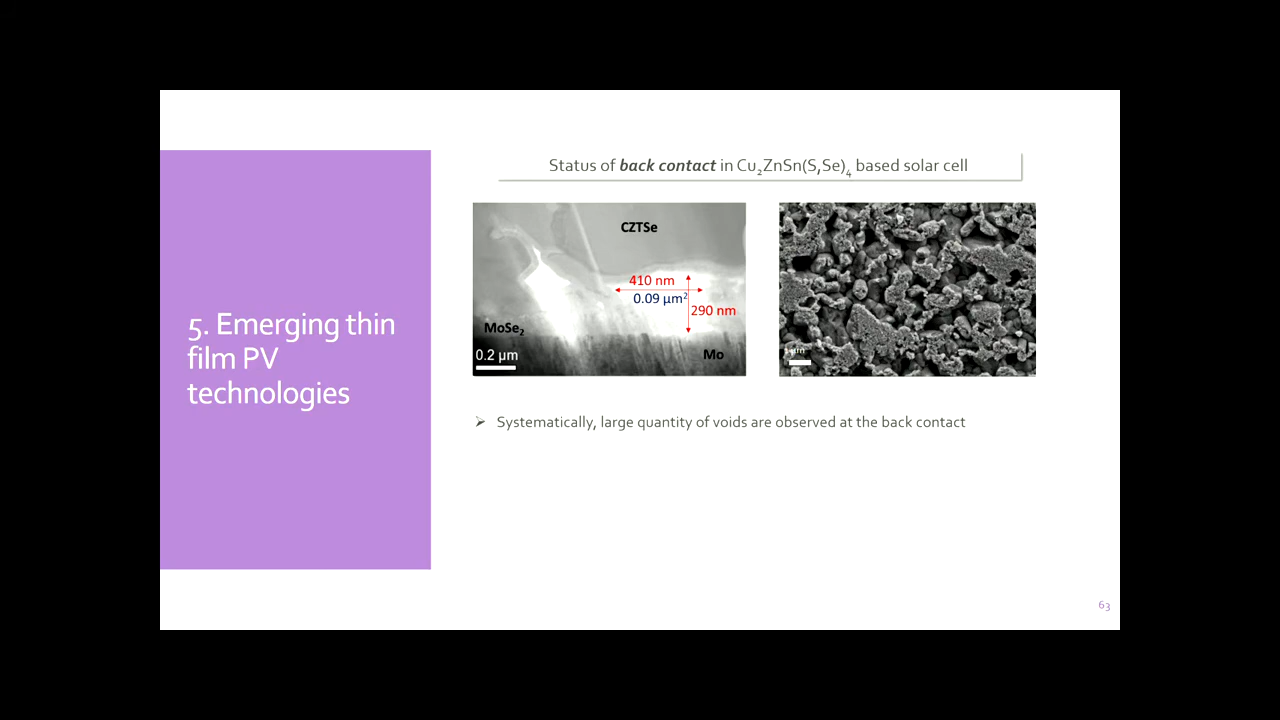 Status of back contact in Cu₂ZnSn(S,Se)₄ based solar cell
5. Emerging thin
film PV
technologies
CZTSe
410 nm
0.09 µm²
290 nm
MoSe₂
Mo
0.2 µm
➢ Systematically, large quantity of voids are observed at the back contact
63